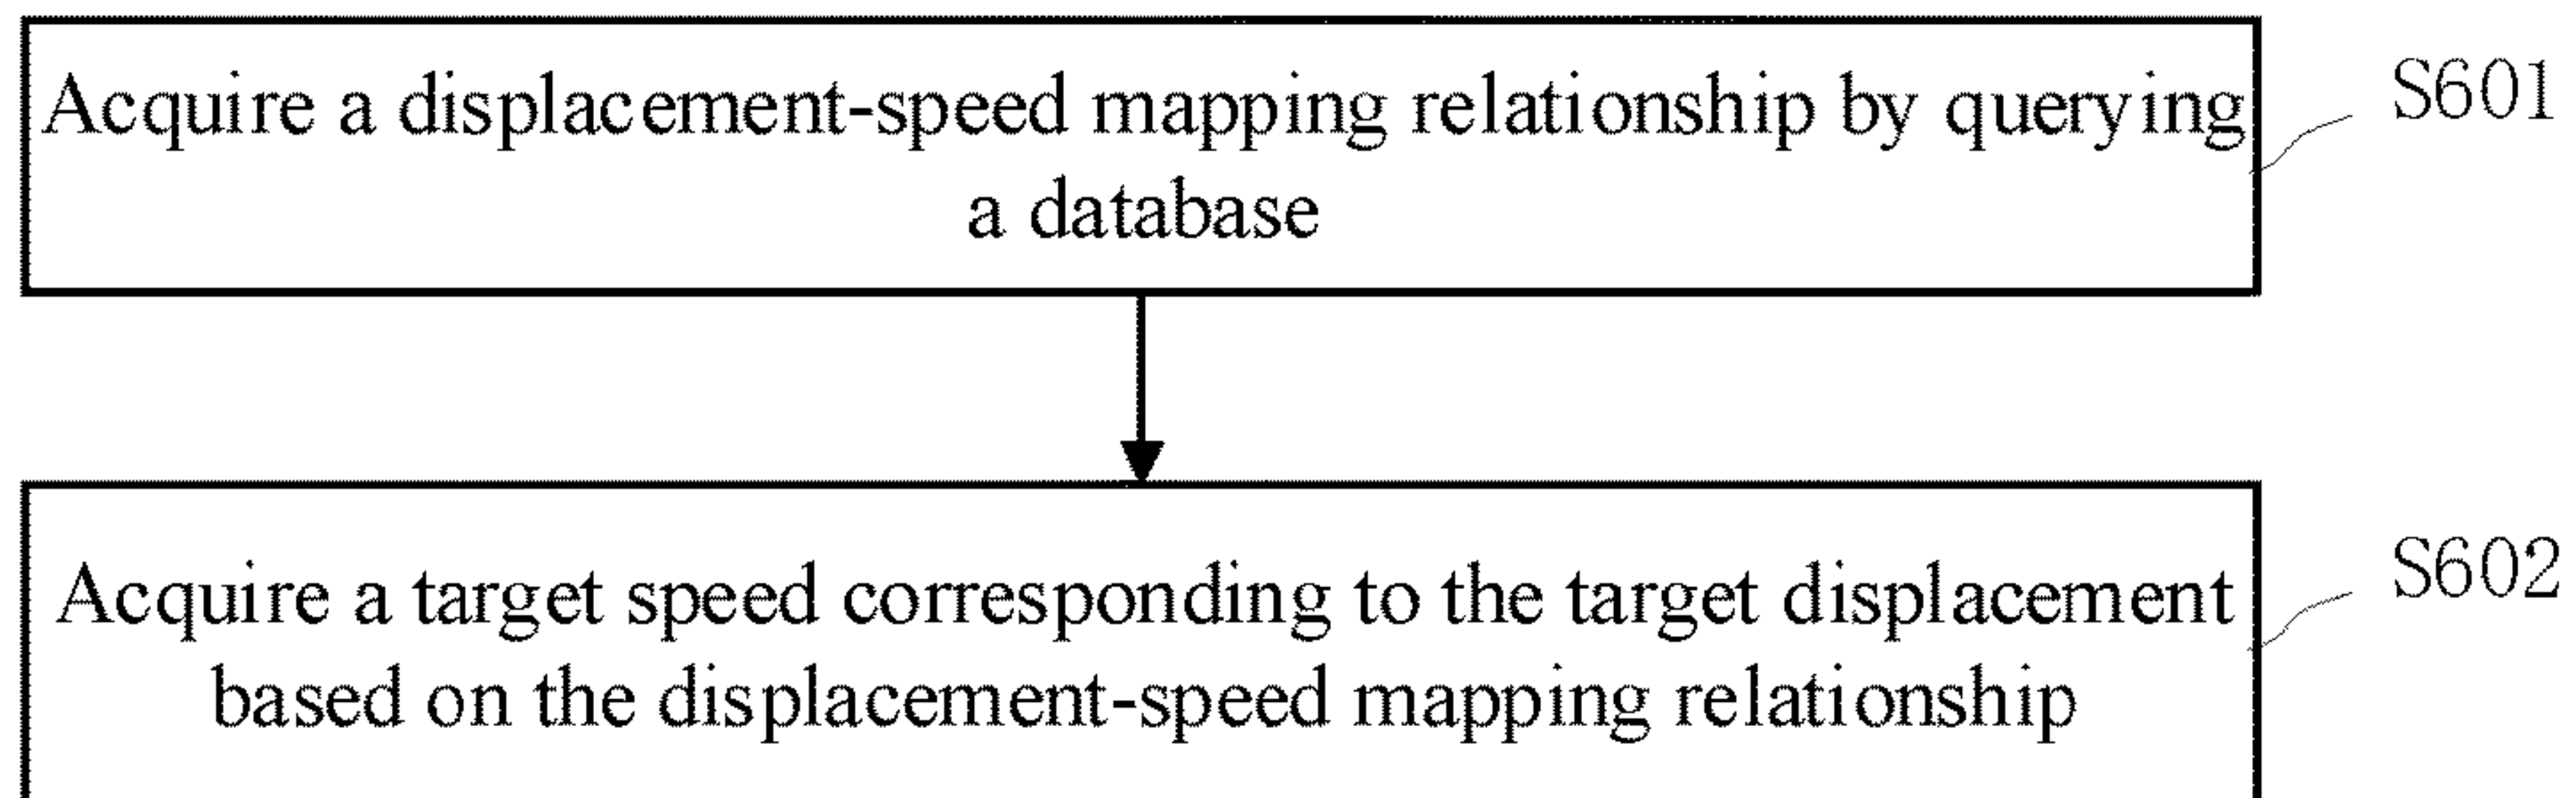 Acquire a displacement-speed mapping relationship by querying
a database
S601
Acquire a target speed corresponding to the target displacement
based on the displacement-speed mapping relationship
S602